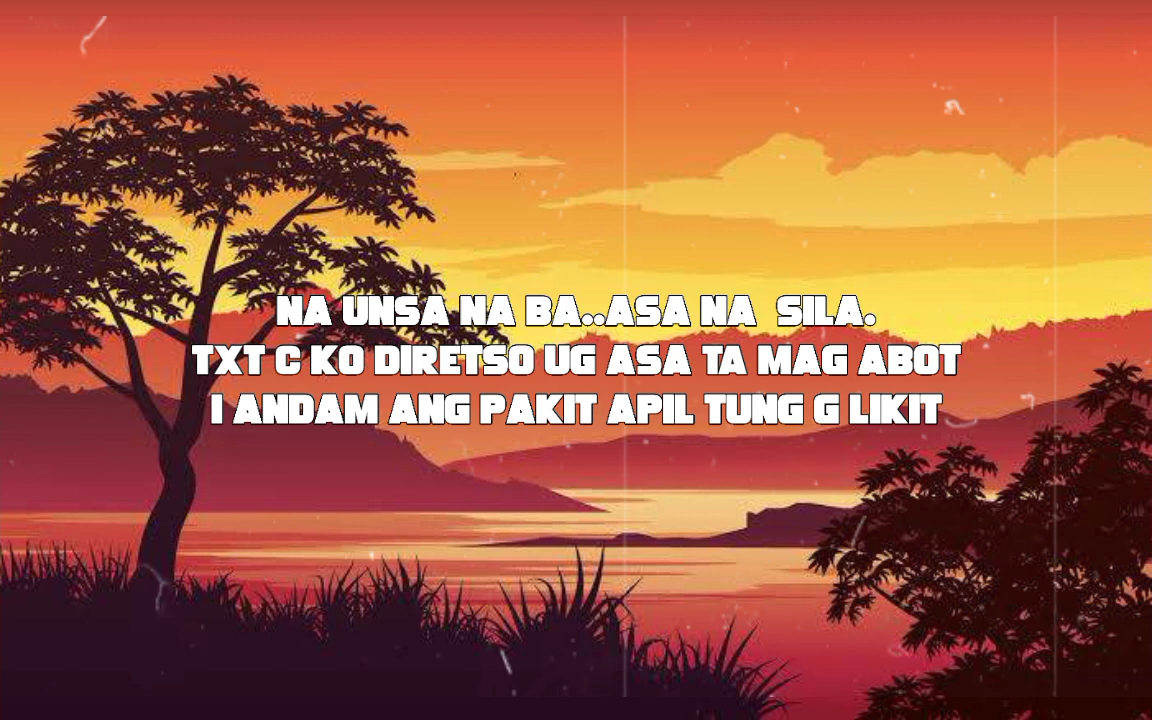 NA UNSA NA BA..ASA NA  SILA.
TXT C KO DIRETSO UG ASA TA MAG ABOT
I ANDAM ANG PAKIT APIL TUNG G LIKIT